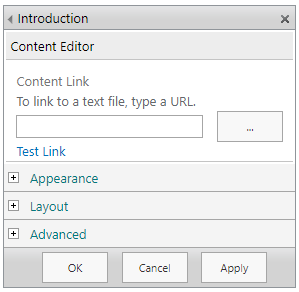 Introduction
Content Editor
Content Link
To link to a text file, type a URL.
...
Test Link
Appearance
Layout
Advanced
OK Cancel Apply